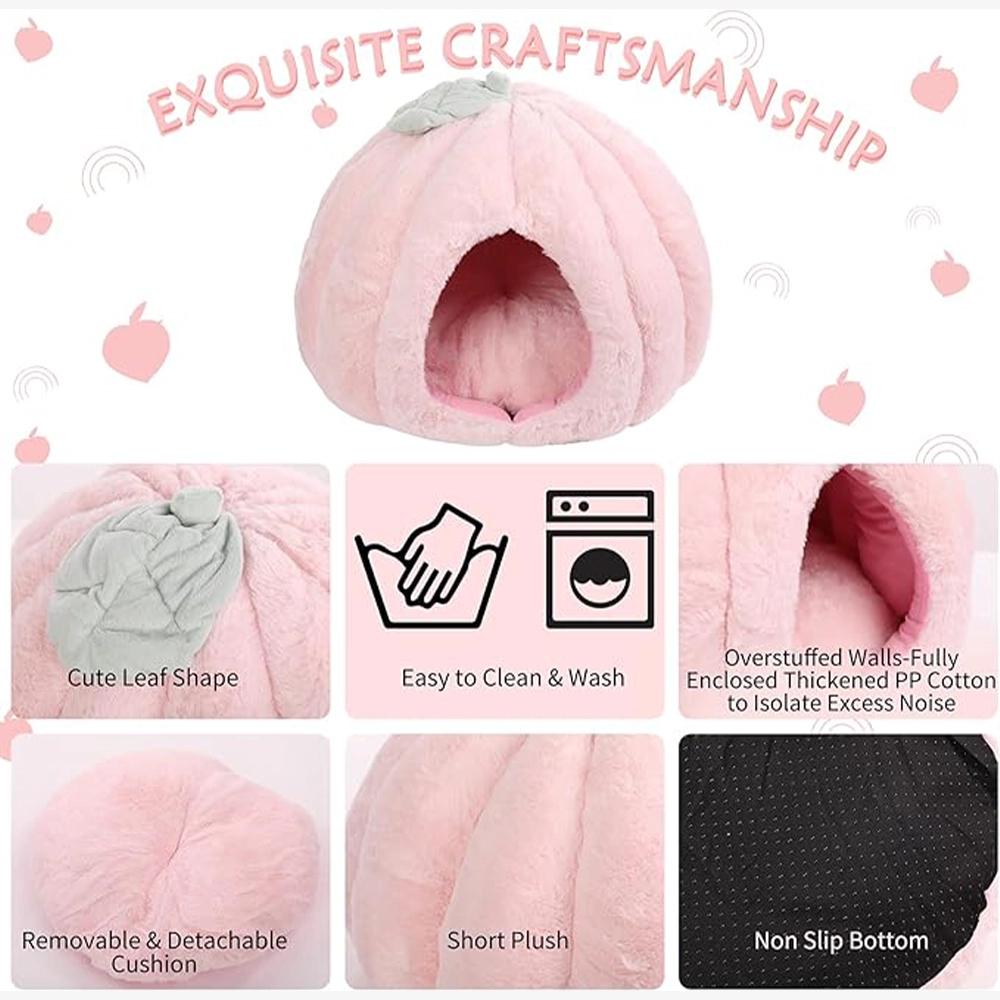 EXQUISITE CRAFTSMANSHIP
Cute Leaf Shape
Easy to Clean & Wash
Overstuffed Walls-Fully
Enclosed Thickened PP Cotton
to Isolate Excess Noise
Removable & Detachable
Cushion
Short Plush
Non Slip Bottom